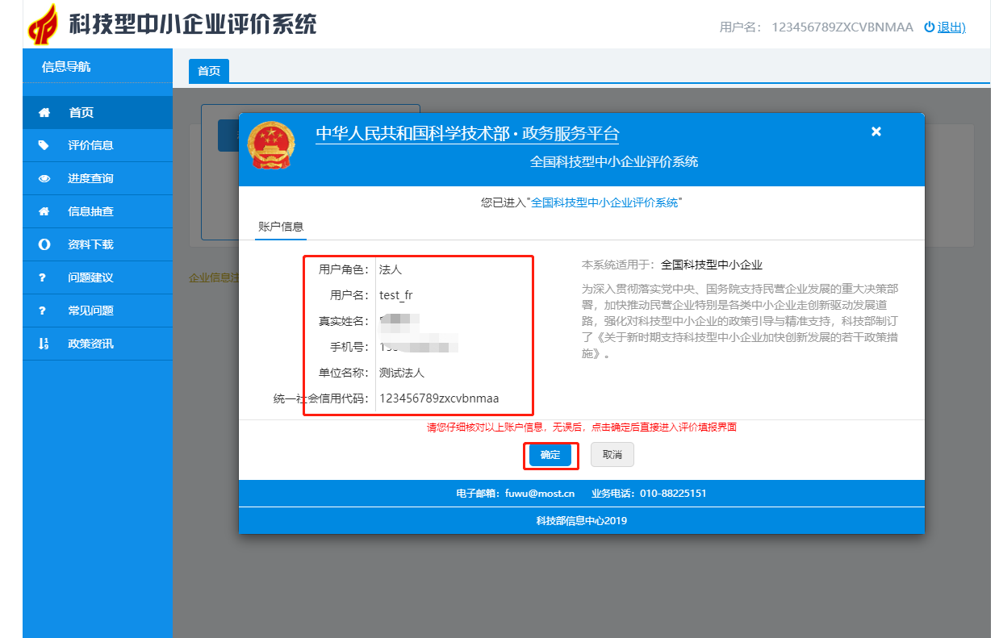 科技型中小企业评价系统
用户名： 123456789ZXCVBNMAA 退出)
信息导航
首页
首页
评价信息
进度查询
信息抽查
资料下载
问题建议
常见问题
政策资讯
企业信息注
中华人民共和国科学技术部·政务服务平台
全国科技型中小企业评价系统
您已进入"全国科技型中小企业评价系统"
账户信息
用户角色： 法人
用户名： test_fr
真实姓名：
手机号：
单位名称： 测试法人
统一社会信用代码： 123456789zxcvbnmaa
本系统适用于：全国科技型中小企业
为深入贯彻落实党中央、国务院支持民营企业发展的重大决策部
署，加快推动民营企业特别是各类中小企业走创新驱动发展道
路，强化对科技型中小企业的政策引导与精准支持，科技部制订
了《关于新时期支持科技型中小企业加快创新发展的若干政策措
施》。
请您仔细核对以上账户信息，无误后，点击确定后直接进入评价填报界面
确定
取消
电子邮箱：fuwu@most.cn 业务电话：010-88225151
科技部信息中心2019